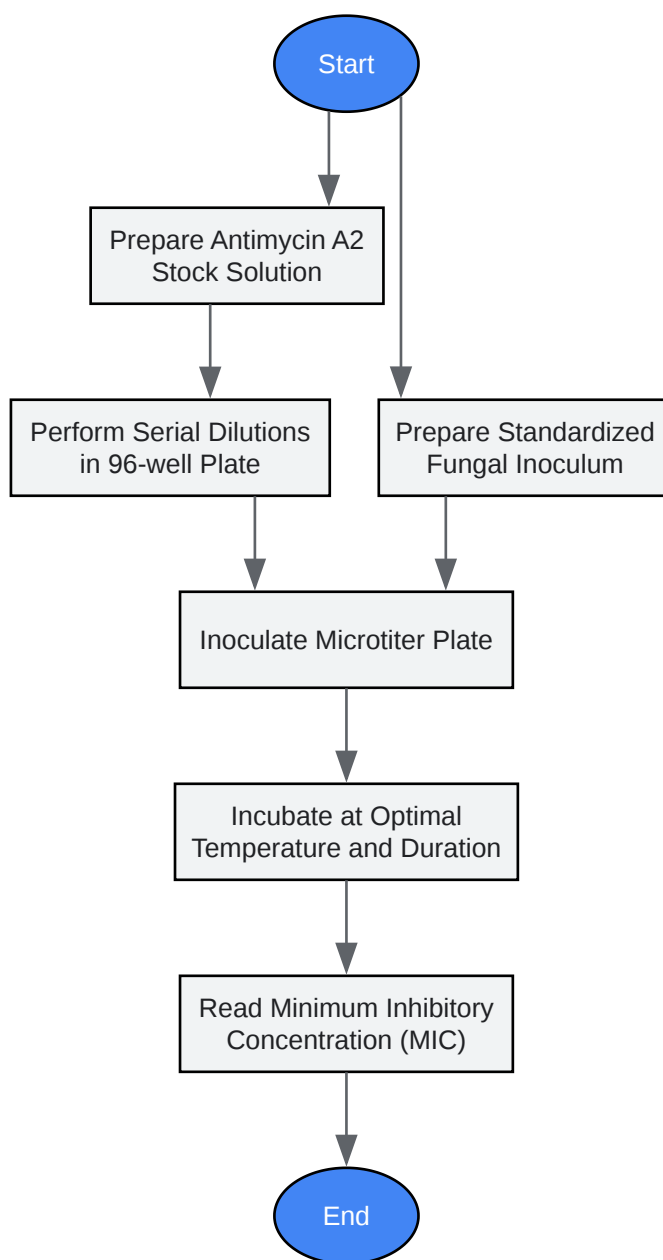 Start
Prepare Antimycin A2
Stock Solution
Perform Serial Dilutions
in 96-well Plate
Prepare Standardized
Fungal Inoculum
Inoculate Microtiter Plate
Incubate at Optimal
Temperature and Duration
Read Minimum Inhibitory
Concentration (MIC)
End